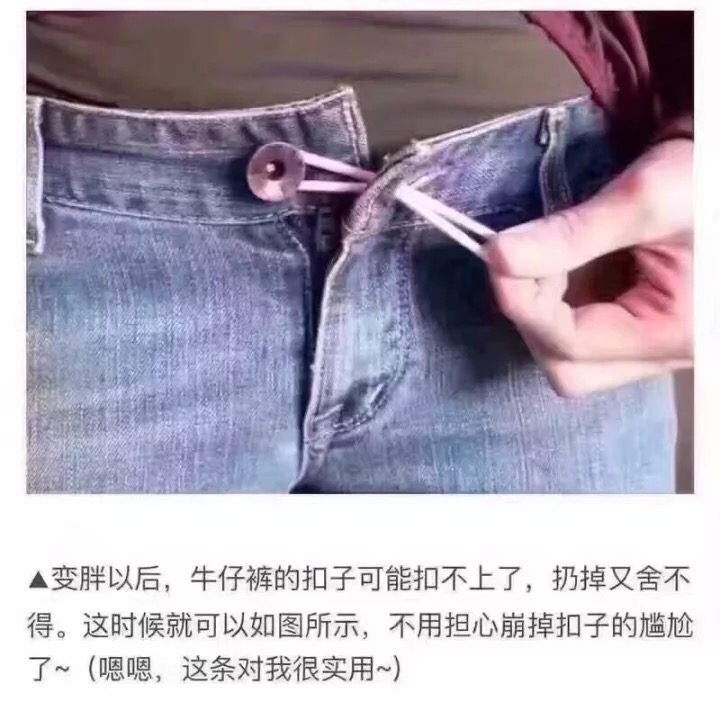 ▲变胖以后，牛仔裤的扣子可能扣不上了，扔掉又舍不
得。这时候就可以如图所示，不用担心崩掉扣子的尴尬
了~（嗯嗯，这条对我很实用~）